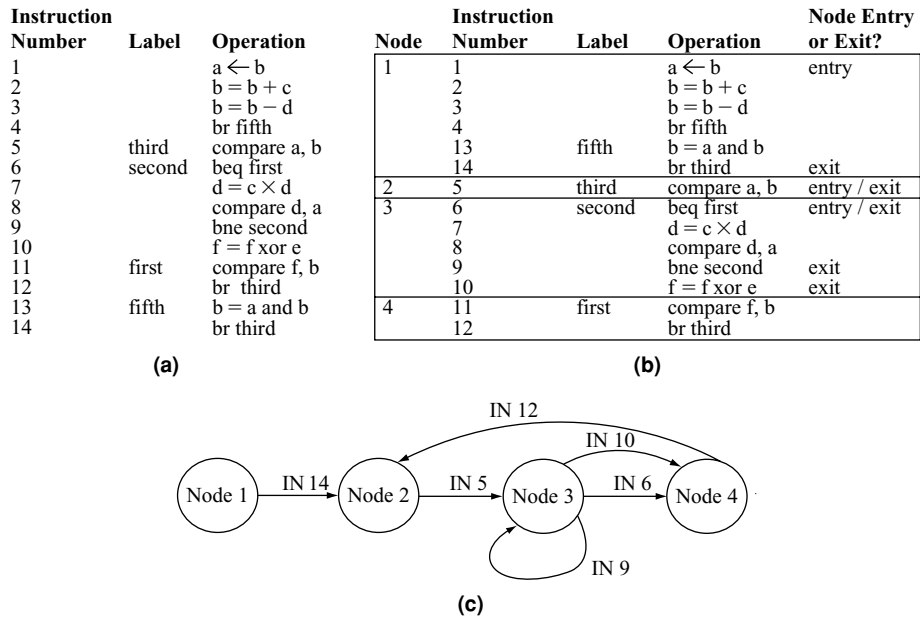 Instruction
Number Label Operation
1 a ← b
2 b = b + c
3 b = b − d
4 br fifth
5 third compare a, b
6 second beq first
7 d = c × d
8 compare d, a
9 bne second
10 f = f xor e
11 first compare f, b
12 br third
13 fifth b = a and b
14 br third
(a)
Instruction Node Entry
Node Number Label Operation or Exit?
1 1 a ← b entry
2 b = b + c
3 b = b − d
4 br fifth
13 fifth b = a and b
14 br third exit
2 5 third compare a, b entry / exit
3 6 second beq first entry / exit
7 d = c × d
8 compare d, a
9 bne second exit
10 f = f xor e exit
4 11 first compare f, b
12 br third
(b)
IN 12
IN 10
Node 1 IN 14 Node 2 IN 5 Node 3 IN 6 Node 4
IN 9
(c)